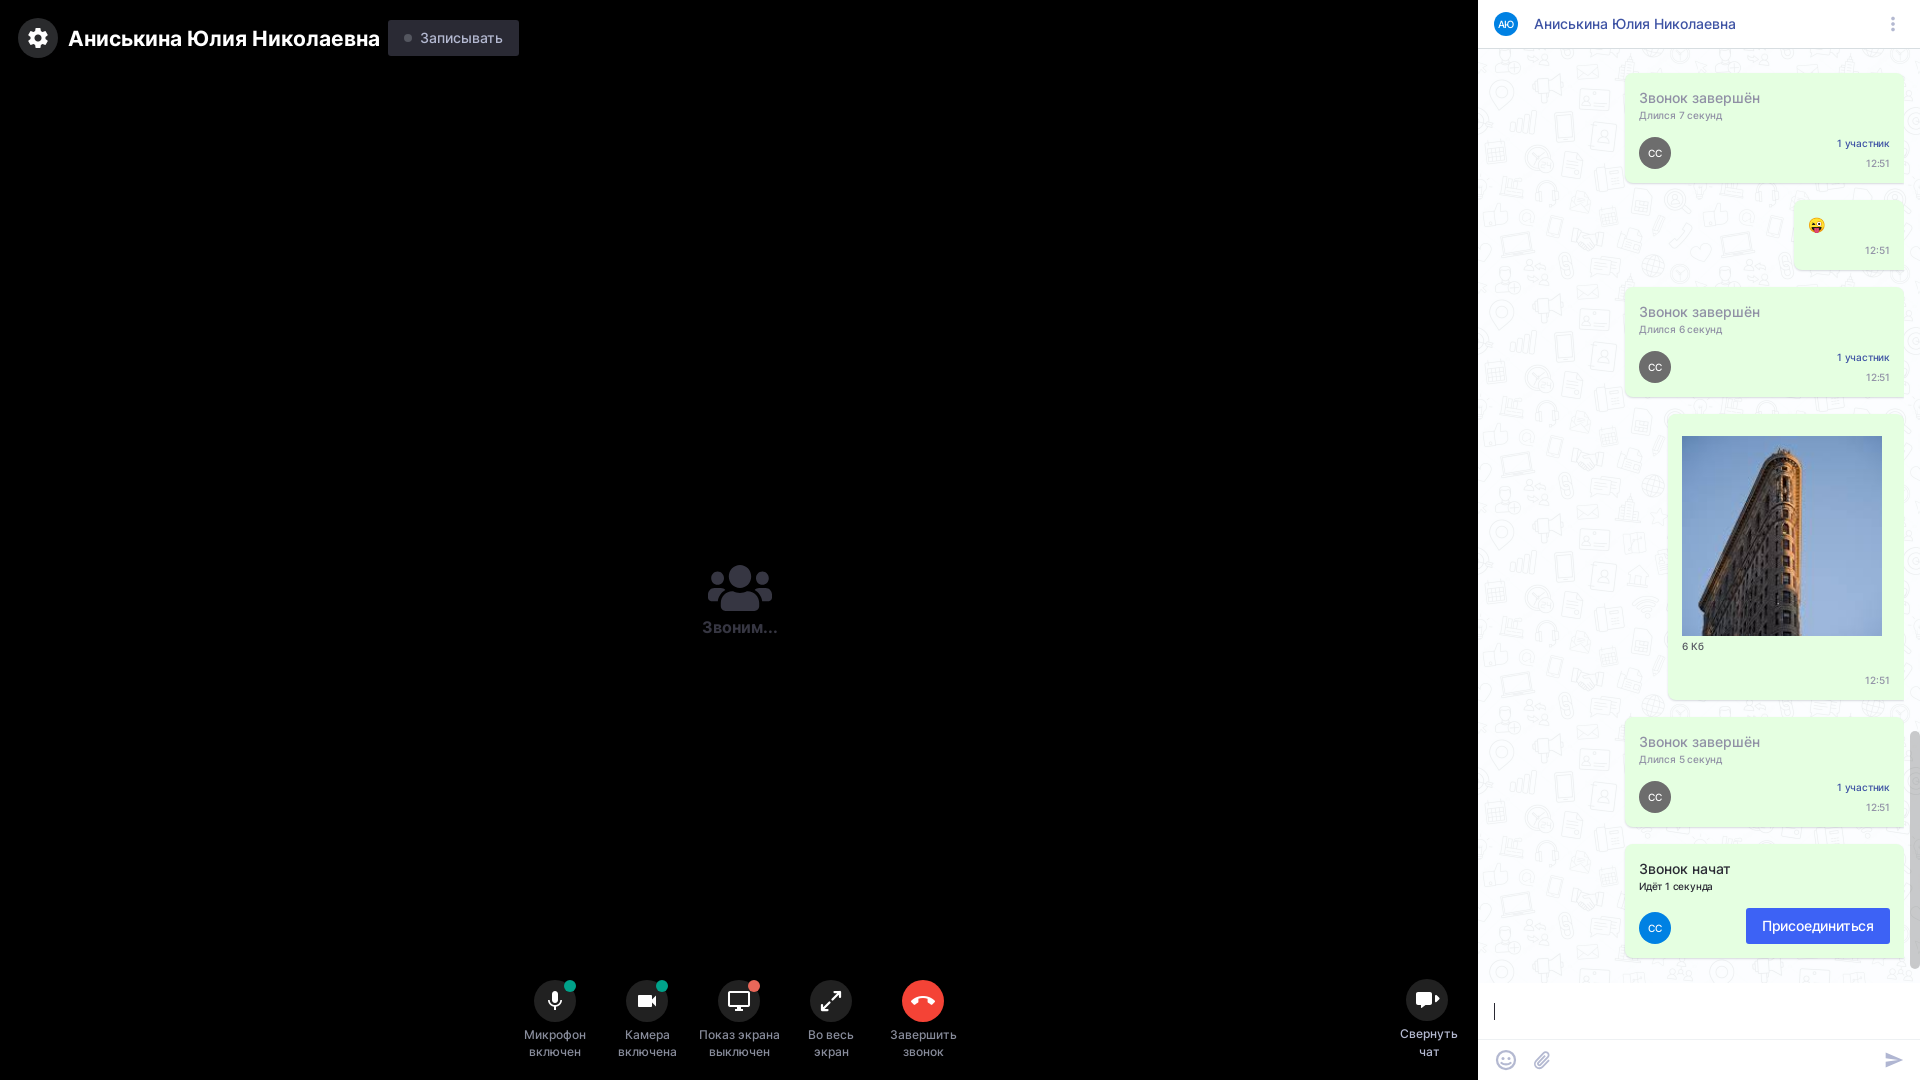 Аниськина Юлия Николаевна
Записывать
Звоним...
Микрофон
включен
Камера
включена
Показ экрана
выключен
Во весь
экран
Завершить
звонок
Свернуть
чат
АЮ
Аниськина Юлия Николаевна
Звонок завершён
Длился 7 секунд
СС
1 участник
12:51
12:51
Звонок завершён
Длился 6 секунд
СС
1 участник
12:51
6 Кб
12:51
Звонок завершён
Длился 5 секунд
СС
1 участник
12:51
Звонок начат
Идёт 1 секунда
СС
Присоединиться